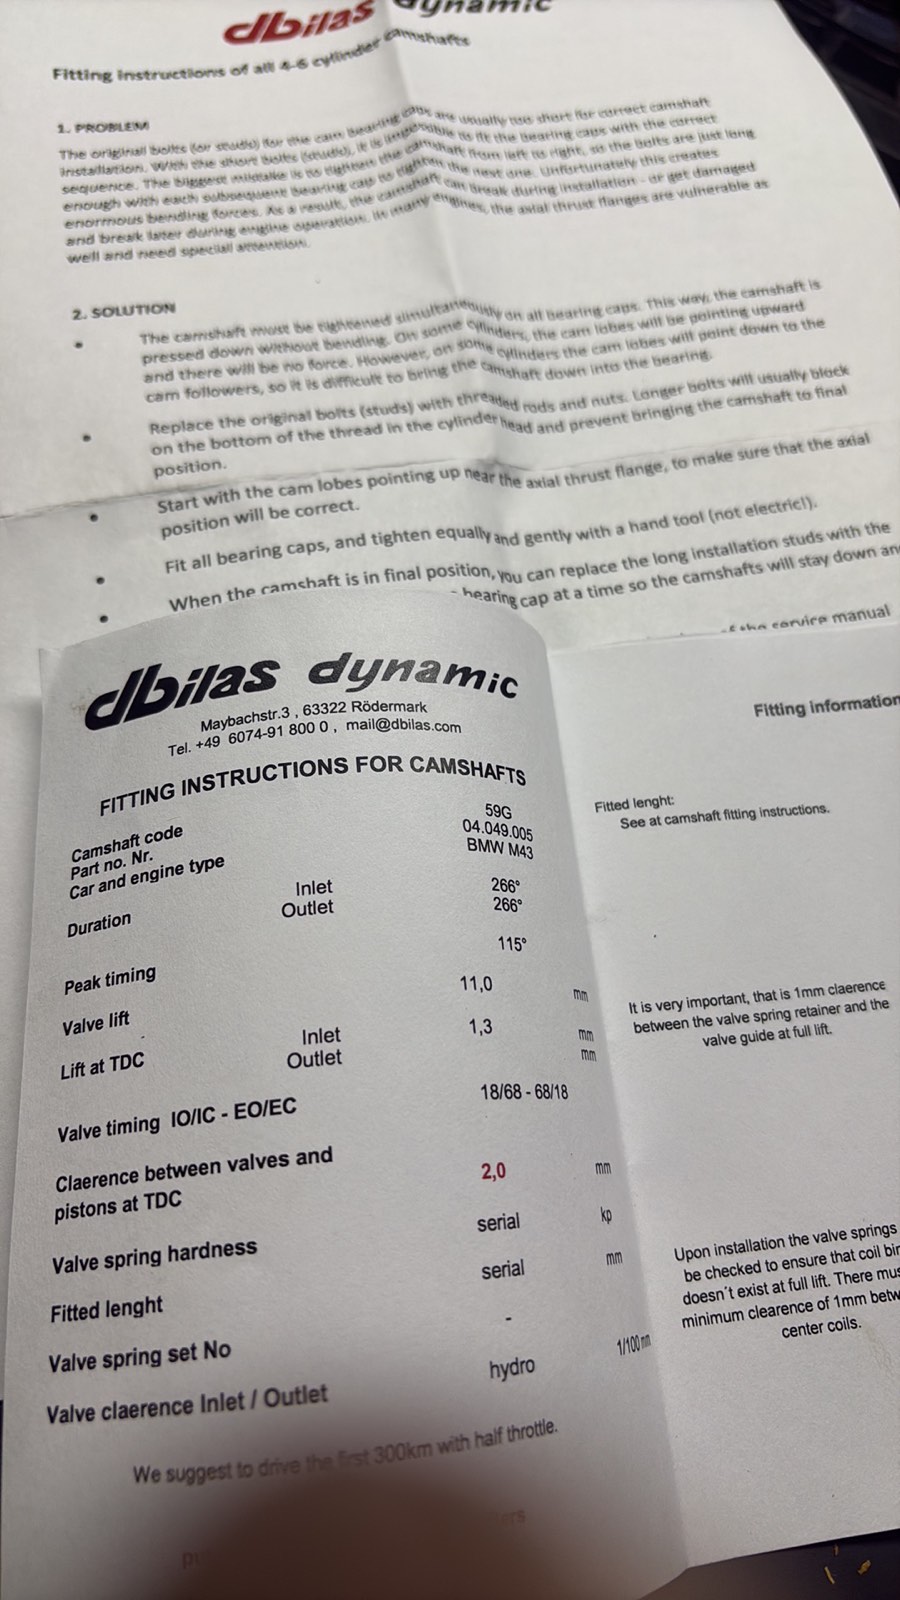 dbilas dynamic
Fitting instructions of all 4-6 cylinder camshafts
1. PROBLEM
The original bolts (or studs) for the cam bearing caps are usually too short for correct camshaft
installation. With the short bolts (studs), it is impossible to fit the bearing caps with the correct
sequence. The biggest mistake is to tighten the camshaft from left to right, so the bolts are just long
enough with each subsequent bearing cap to tighten the next one. Unfortunately this creates
enormous bending forces. As a result, the camshaft can break during installation - or get damaged
and break later during engine operation. In many engines, the axial thrust flanges are vulnerable as
well and need special attention.
2. SOLUTION
• The camshaft must be tightened simultaneously on all bearing caps. This way, the camshaft is
pressed down without bending. On some cylinders, the cam lobes will be pointing upward
and there will be no force. However, on some cylinders the cam lobes will point down to the
cam followers, so it is difficult to bring the camshaft down into the bearing.
• Replace the original bolts (studs) with threaded rods and nuts. Longer bolts will usually block
on the bottom of the thread in the cylinder head and prevent bringing the camshaft to final
position.
• Start with the cam lobes pointing up near the axial thrust flange, to make sure that the axial
position will be correct.
• Fit all bearing caps, and tighten equally and gently with a hand tool (not electric!).
• When the camshaft is in final position, you can replace the long installation studs with the
bearing cap at a time so the camshafts will stay down
of the service manual
dbilas dynamic
Maybachstr.3 , 63322 Rödermark
Tel. +49 6074-91 800 0 , mail@dbilas.com
FITTING INSTRUCTIONS FOR CAMSHAFTS
Camshaft code 59G
Part no. Nr. 04.049.005
Car and engine type BMW M43
Duration Inlet 266°
Outlet 266°
Peak timing 115°
Valve lift 11,0 mm
Lift at TDC Inlet 1,3 mm
Outlet mm
Valve timing IO/IC - EO/EC 18/68 - 68/18
Claerence between valves and
pistons at TDC 2,0 mm
Valve spring hardness serial kp
Fitted lenght serial mm
Valve spring set No -
Valve claerence Inlet / Outlet hydro 1/100 mm
We suggest to drive the first 300km with half throttle.
Fitting information
Fitted lenght:
See at camshaft fitting instructions.
It is very important, that is 1mm claerence
between the valve spring retainer and the
valve guide at full lift.
Upon installation the valve springs
be checked to ensure that coil
doesn´t exist at full lift. There
minimum clearence of 1mm
center coils.